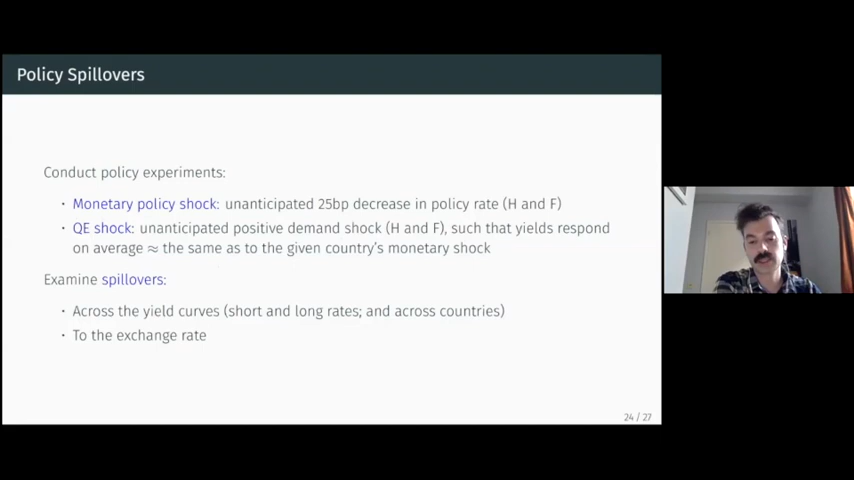 Policy Spillovers
Conduct policy experiments:
· Monetary policy shock: unanticipated 25bp decrease in policy rate (H and F)
· QE shock: unanticipated positive demand shock (H and F), such that yields respond
on average ≈ the same as to the given country's monetary shock
Examine spillovers:
· Across the yield curves (short and long rates; and across countries)
· To the exchange rate
24 / 27